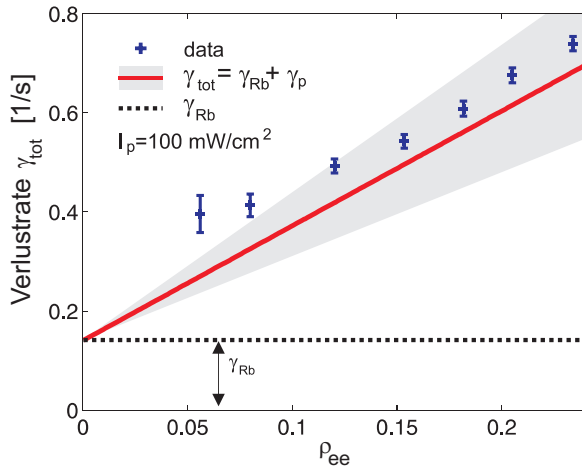 0.8
0.6
0.4
0.2
0
Verlustrate γtot [1/s]
data
γ tot = γRb + γp
γRb
Ip=100 mW/cm²
γRb
0
0.05
0.1
0.15
0.2
ρee